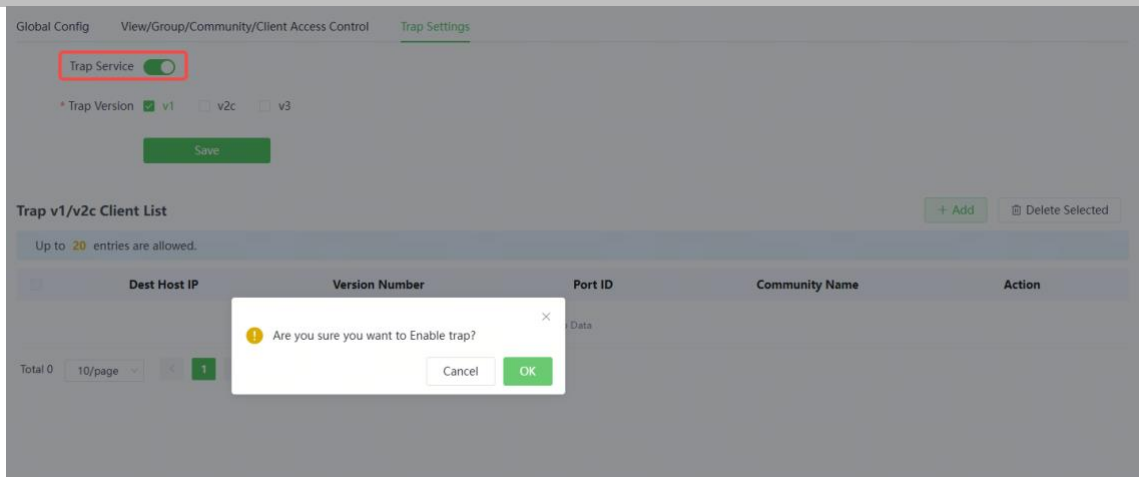 Global Config View/Group/Community/Client Access Control Trap Settings
Trap Service
* Trap Version v1 v2c v3
Save
Trap v1/v2c Client List + Add Delete Selected
Up to 20 entries are allowed.
Dest Host IP Version Number Port ID Community Name Action
Data
Are you sure you want to Enable trap?
Cancel OK
Total 0 10/page 1